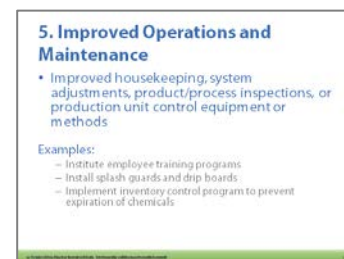 5. Improved Operations and
Maintenance
• Improved housekeeping, system
adjustments, product/process inspections, or
production unit control equipment or
methods
Examples:
– Institute employee training programs
– Install splash guards and drip boards
– Implement inventory control program to prevent
expiration of chemicals